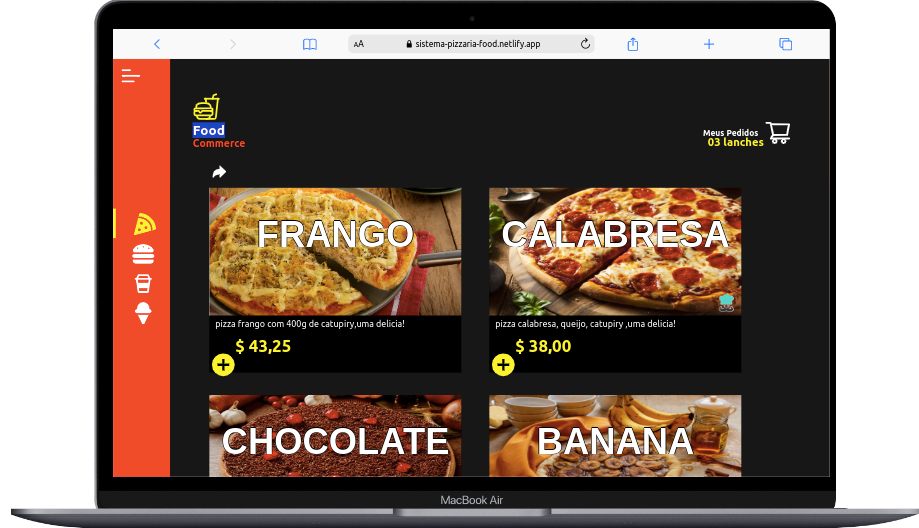 AA sistema-pizzaria-food.netlify.app
Food
Commerce
Meus Pedidos
03 lanches
FRANGO
CALABRESA
pizza frango com 400g de catupiry,uma delicia!
pizza calabresa, queijo, catupiry ,uma delicia!
$ 43,25
$ 38,00
CHOCOLATE
BANANA
MacBook Air